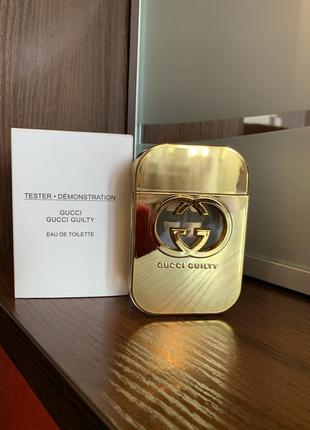 TESTER • DÉMONSTRATION
GUCCI
GUCCI GUILTY
EAU DE TOILETTE
GUCCI GUILTY